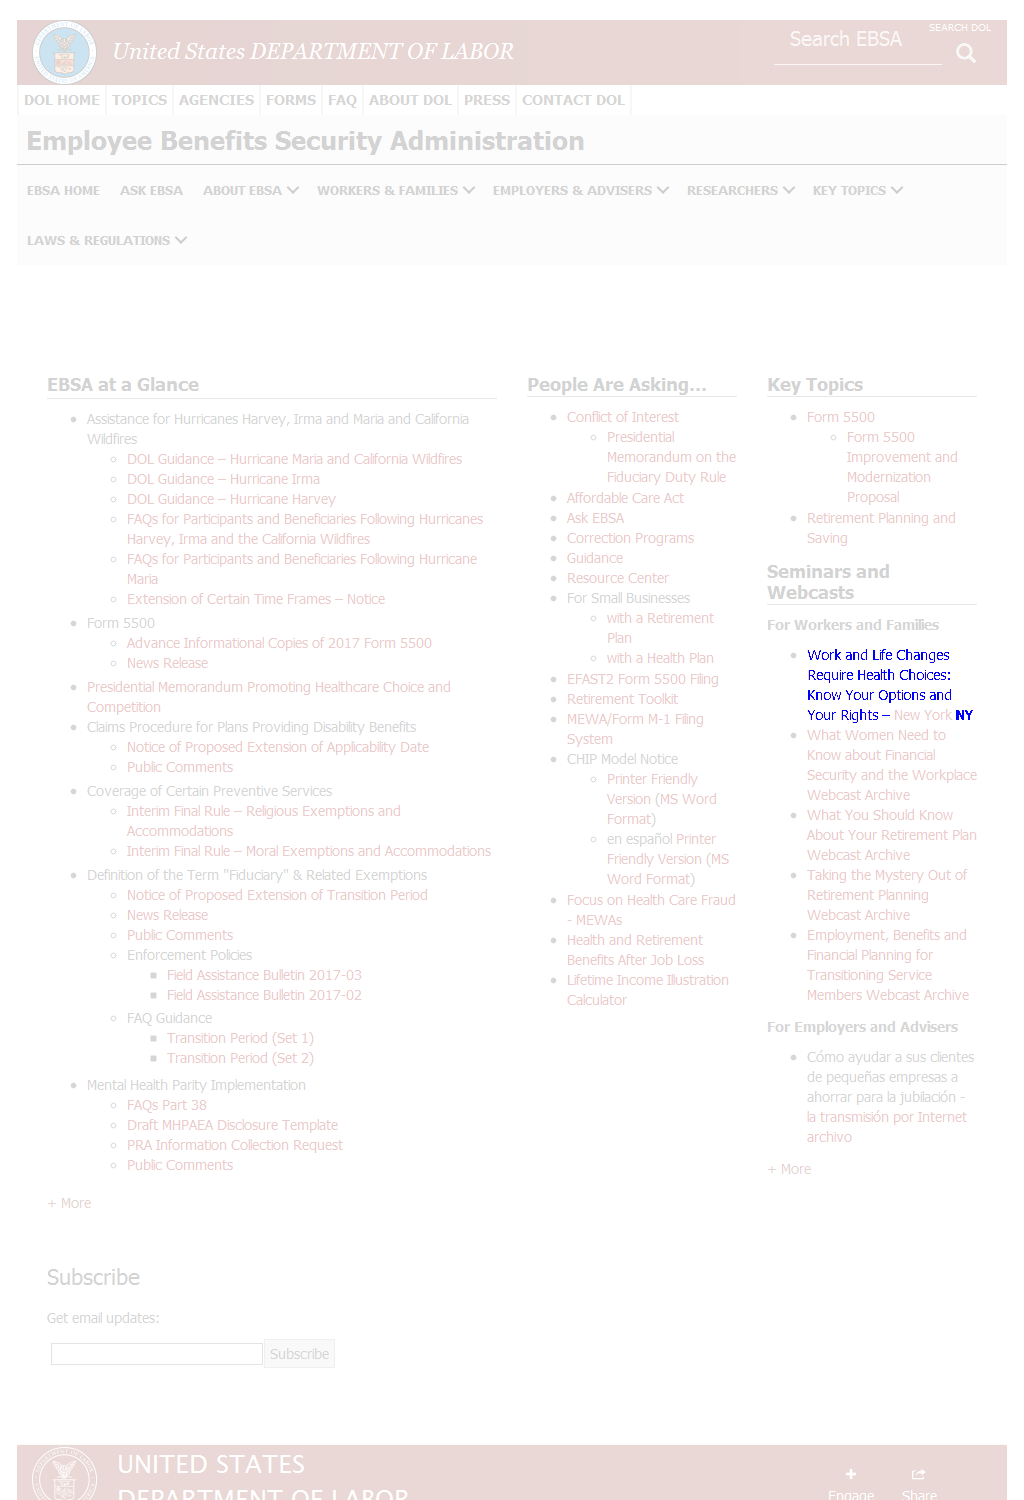 United States DEPARTMENT OF LABOR
Search EBSA
SEARCH DOL
DOL HOME
TOPICS
AGENCIES
FORMS
FAQ
ABOUT DOL
PRESS
CONTACT DOL
Employee Benefits Security Administration
EBSA HOME
ASK EBSA
ABOUT EBSA
WORKERS & FAMILIES
EMPLOYERS & ADVISERS
RESEARCHERS
KEY TOPICS
LAWS & REGULATIONS
EBSA at a Glance
Assistance for Hurricanes Harvey, Irma and Maria and California
Wildfires
DOL Guidance – Hurricane Maria and California Wildfires
DOL Guidance – Hurricane Irma
DOL Guidance – Hurricane Harvey
FAQs for Participants and Beneficiaries Following Hurricanes
Harvey, Irma and the California Wildfires
FAQs for Participants and Beneficiaries Following Hurricane
Maria
Extension of Certain Time Frames – Notice
Form 5500
Advance Informational Copies of 2017 Form 5500
News Release
Presidential Memorandum Promoting Healthcare Choice and
Competition
Claims Procedure for Plans Providing Disability Benefits
Notice of Proposed Extension of Applicability Date
Public Comments
Coverage of Certain Preventive Services
Interim Final Rule – Religious Exemptions and
Accommodations
Interim Final Rule – Moral Exemptions and Accommodations
Definition of the Term "Fiduciary" & Related Exemptions
Notice of Proposed Extension of Transition Period
News Release
Public Comments
Enforcement Policies
Field Assistance Bulletin 2017-03
Field Assistance Bulletin 2017-02
FAQ Guidance
Transition Period (Set 1)
Transition Period (Set 2)
Mental Health Parity Implementation
FAQs Part 38
Draft MHPAEA Disclosure Template
PRA Information Collection Request
Public Comments
+ More
People Are Asking...
Conflict of Interest
Presidential
Memorandum on the
Fiduciary Duty Rule
Affordable Care Act
Ask EBSA
Correction Programs
Guidance
Resource Center
For Small Businesses
with a Retirement
Plan
with a Health Plan
EFAST2 Form 5500 Filing
Retirement Toolkit
MEWA/Form M-1 Filing
System
CHIP Model Notice
Printer Friendly
Version (MS Word
Format)
en español Printer
Friendly Version (MS
Word Format)
Focus on Health Care Fraud
- MEWAs
Health and Retirement
Benefits After Job Loss
Lifetime Income Illustration
Calculator
Key Topics
Form 5500
Form 5500
Improvement and
Modernization
Proposal
Retirement Planning and
Saving
Seminars and
Webcasts
For Workers and Families
Work and Life Changes
Require Health Choices:
Know Your Options and
Your Rights – New York NY
What Women Need to
Know about Financial
Security and the Workplace
Webcast Archive
What You Should Know
About Your Retirement Plan
Webcast Archive
Taking the Mystery Out of
Retirement Planning
Webcast Archive
Employment, Benefits and
Financial Planning for
Transitioning Service
Members Webcast Archive
For Employers and Advisers
Cómo ayudar a sus clientes
de pequeñas empresas a
ahorrar para la jubilación -
la transmisión por Internet
archivo
+ More
Subscribe
Get email updates:
Subscribe
UNITED STATES
DEPARTMENT OF LABOR
Engage
Share